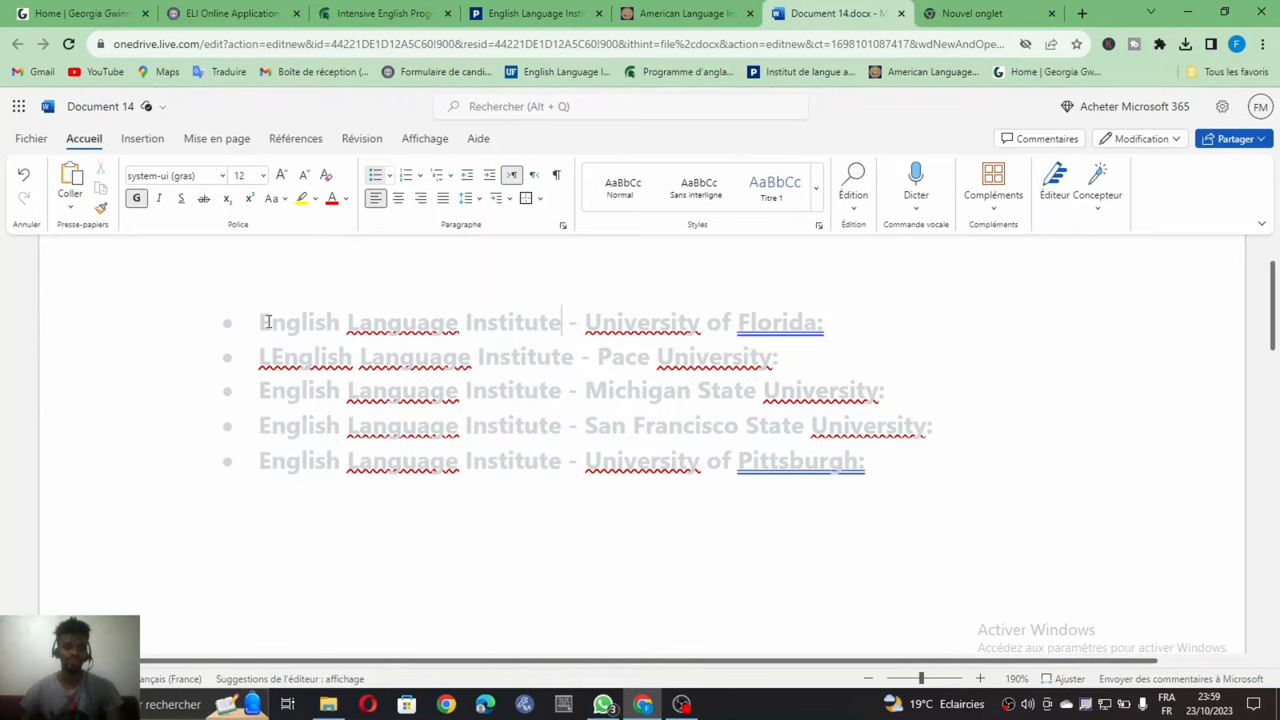 Home | Georgia Gwinn
ELI Online Application
Intensive English Prog
English Language Insti
American Language In
Document 14.docx - M
Nouvel onglet
onedrive.live.com/edit?action=editnew&id=44221DE1D12A5C60!900&resid=44221DE1D12A5C60!900&ithint=file%2cdocx&action=editnew&ct=1698101087417&wdNewAndOpe...
Gmail
YouTube
Maps
Traduire
Boîte de réception (...
Formulaire de candi...
English Language I...
Programme d'angla...
Institut de langue a...
American Language...
Home | Georgia Gw...
Tous les favoris
Document 14
Rechercher (Alt + Q)
Acheter Microsoft 365
FM
Fichier
Accueil
Insertion
Mise en page
Références
Révision
Affichage
Aide
Commentaires
Modification
Partager
Coller
system-ui (gras)
12
AaBbCc
Normal
AaBbCc
Sans interligne
AaBbCc
Titre 1
Édition
Dicter
Compléments
Éditeur
Concepteur
Annuler
Presse-papiers
Police
Paragraphe
Styles
Édition
Commande vocale
Compléments
English Language Institute - University of Florida:
LEnglish Language Institute - Pace University:
English Language Institute - Michigan State University:
English Language Institute - San Francisco State University:
English Language Institute - University of Pittsburgh:
Activer Windows
Accédez aux paramètres pour activer Windows.
rançais (France)
Suggestions de l'éditeur : affichage
190%
Ajuster
Envoyer des commentaires à Microsoft
r rechercher
3
19°C Eclaircies
FRA
FR
23:59
23/10/2023